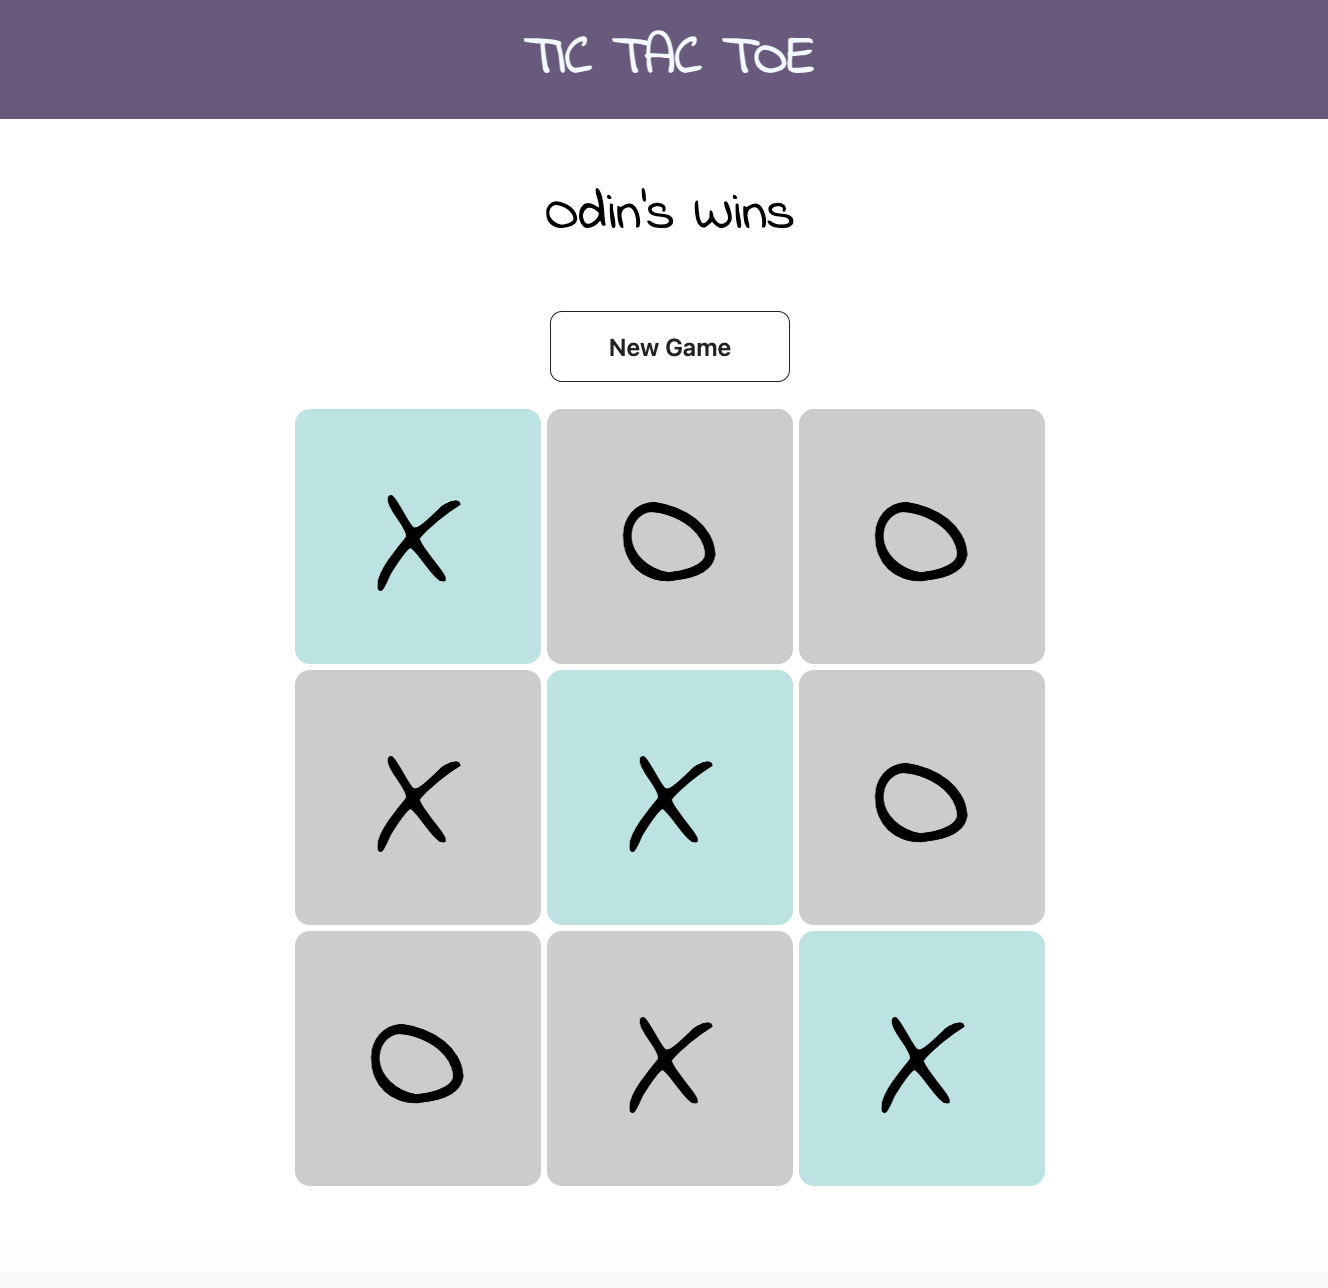 TIC TAC TOE
Odin's Wins
New Game
X O O
X X O
O X X